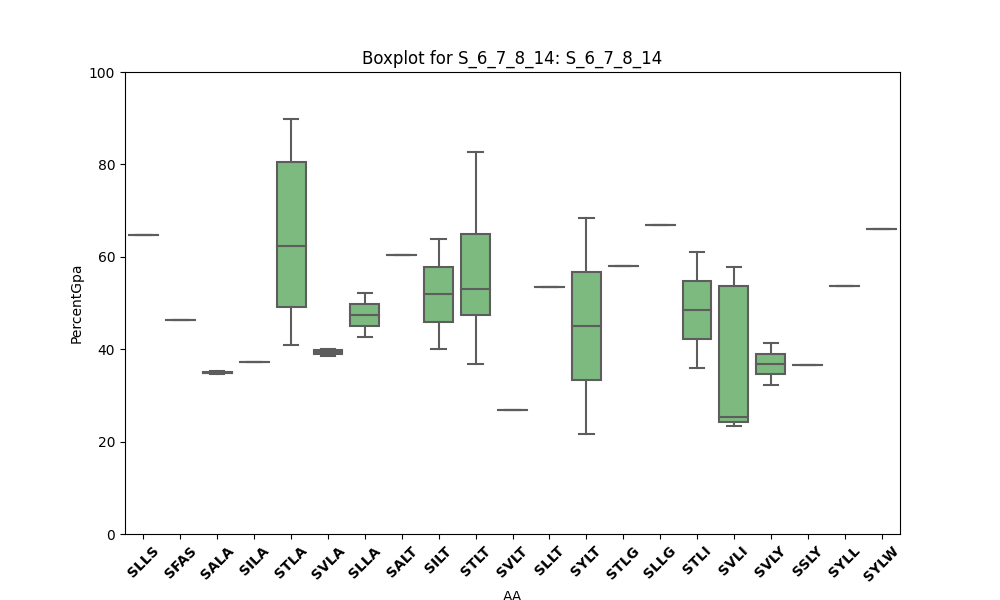 Boxplot for S_6_7_8_14: S_6_7_8_14
100
80
60
40
20
0
PercentGpa
SLLS SFAS SALA SILA STLA SVLA SLLA SALT SILT STLT SVLT SLLT SYLT STLG SLLG STLI SVLI SVLY SSLY SYLL SYLW
AA